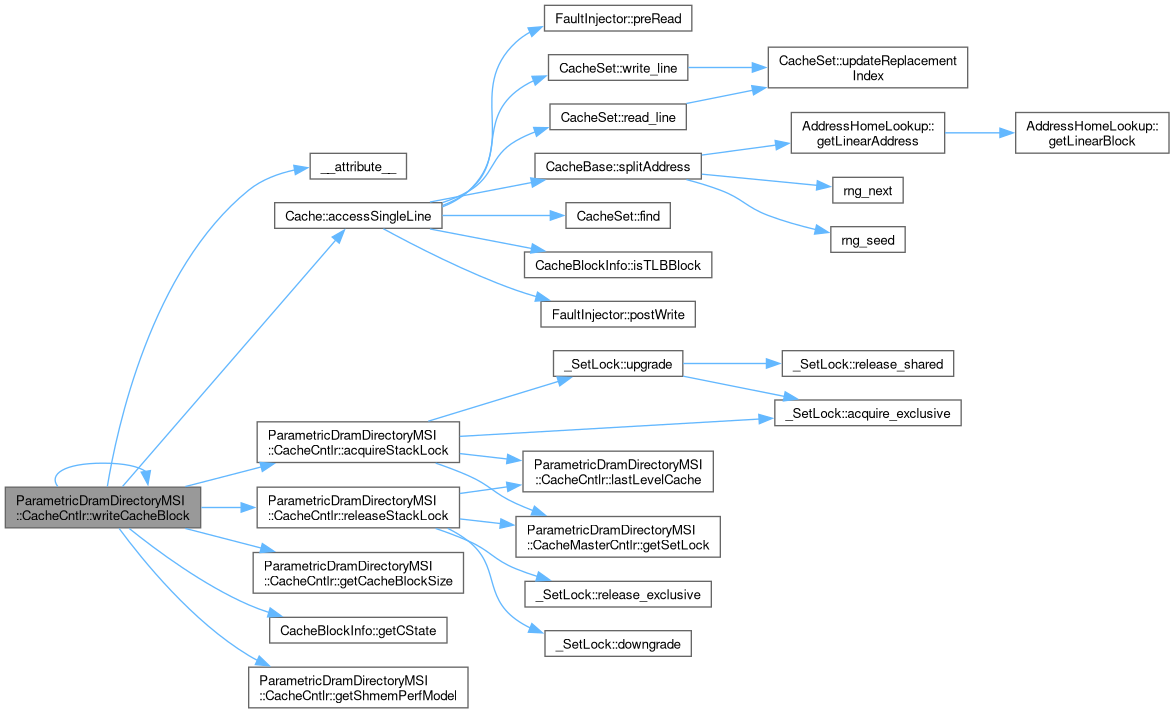 FaultInjector::preRead
CacheSet::write_line
CacheSet::updateReplacement
Index
CacheSet::read_line
AddressHomeLookup::
getLinearAddress
AddressHomeLookup::
getLinearBlock
__attribute__
CacheBase::splitAddress
rng_next
Cache::accessSingleLine
CacheSet::find
rng_seed
CacheBlockInfo::isTLBBlock
FaultInjector::postWrite
_SetLock::upgrade
_SetLock::release_shared
_SetLock::acquire_exclusive
ParametricDramDirectoryMSI
::CacheCntlr::acquireStackLock
ParametricDramDirectoryMSI
::CacheCntlr::lastLevelCache
ParametricDramDirectoryMSI
::CacheCntlr::writeCacheBlock
ParametricDramDirectoryMSI
::CacheCntlr::releaseStackLock
ParametricDramDirectoryMSI
::CacheMasterCntlr::getSetLock
ParametricDramDirectoryMSI
::CacheCntlr::getCacheBlockSize
_SetLock::release_exclusive
CacheBlockInfo::getCState
_SetLock::downgrade
ParametricDramDirectoryMSI
::CacheCntlr::getShmemPerfModel